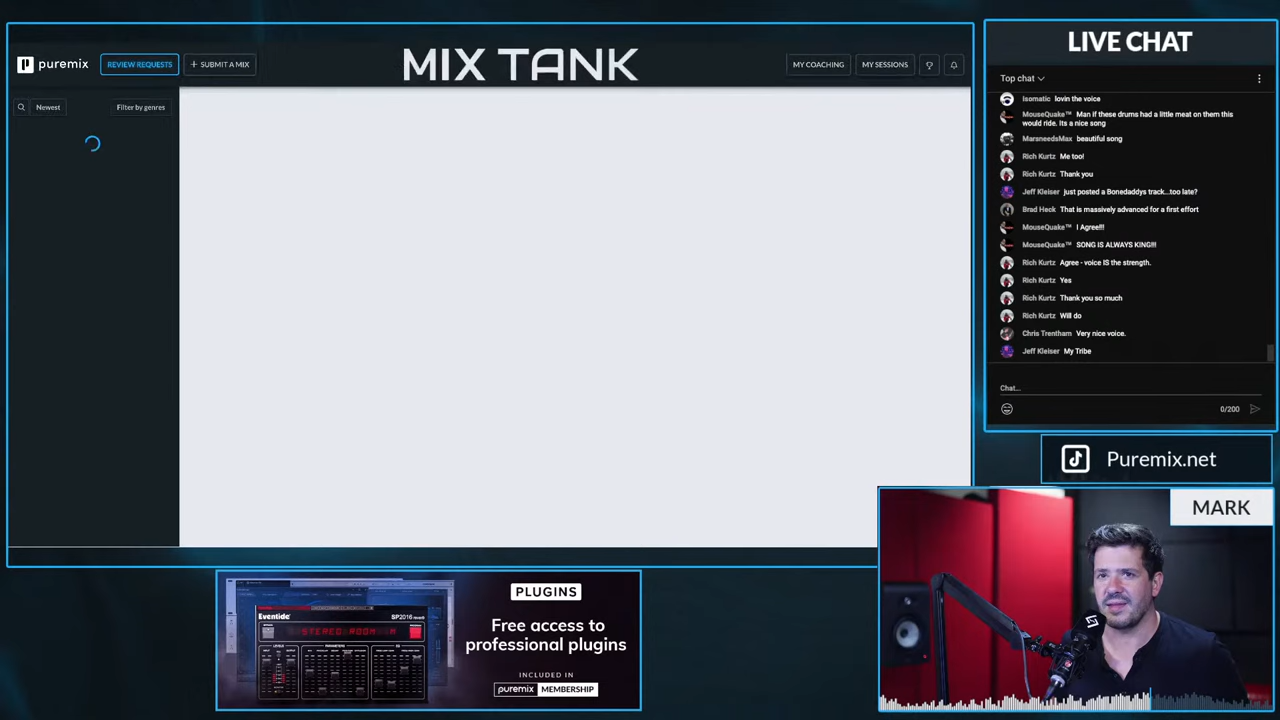 puremix
REVIEW REQUESTS
+ SUBMIT A MIX
MIX TANK
MY COACHING
MY SESSIONS
Newest
Filter by genres
LIVE CHAT
Top chat
Isomatic lovin the voice
MouseQuake™ Man if these drums had a little meat on them this
would ride. Its a nice song
MarsneedsMax beautiful song
Rich Kurtz Me too!
Rich Kurtz Thank you
Jeff Kleiser just posted a Bonedaddys track...too late?
Brad Heck That is massively advanced for a first effort
MouseQuake™ I Agree!!!
MouseQuake™ SONG IS ALWAYS KING!!!
Rich Kurtz Agree - voice IS the strength.
Rich Kurtz Yes
Rich Kurtz Thank you so much
Rich Kurtz Will do
Chris Trentham Very nice voice.
Jeff Kleiser My Tribe
Chat...
0/200
Puremix.net
MARK
Eventide
SP2016 reverb
STEREO ROOM
PLUGINS
Free access to
professional plugins
INCLUDED IN
puremix MEMBERSHIP